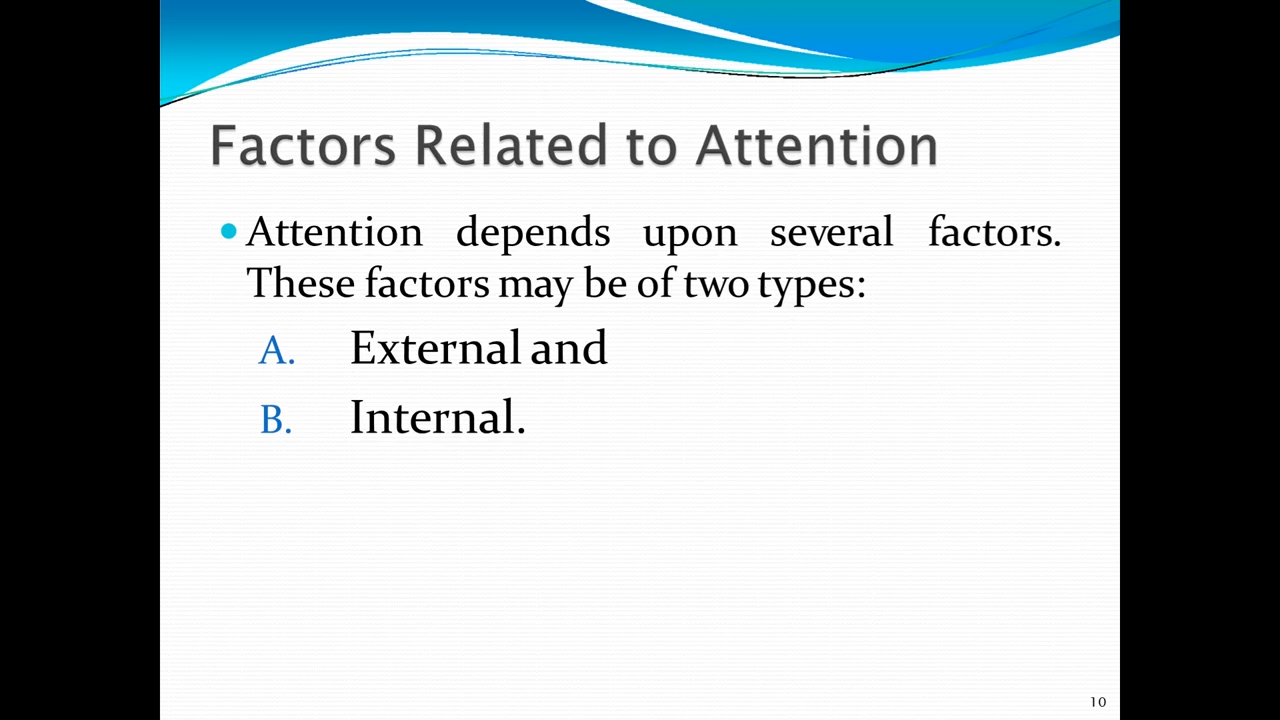 Factors Related to Attention
• Attention depends upon several factors.
These factors may be of two types:
A. External and
B. Internal.
10